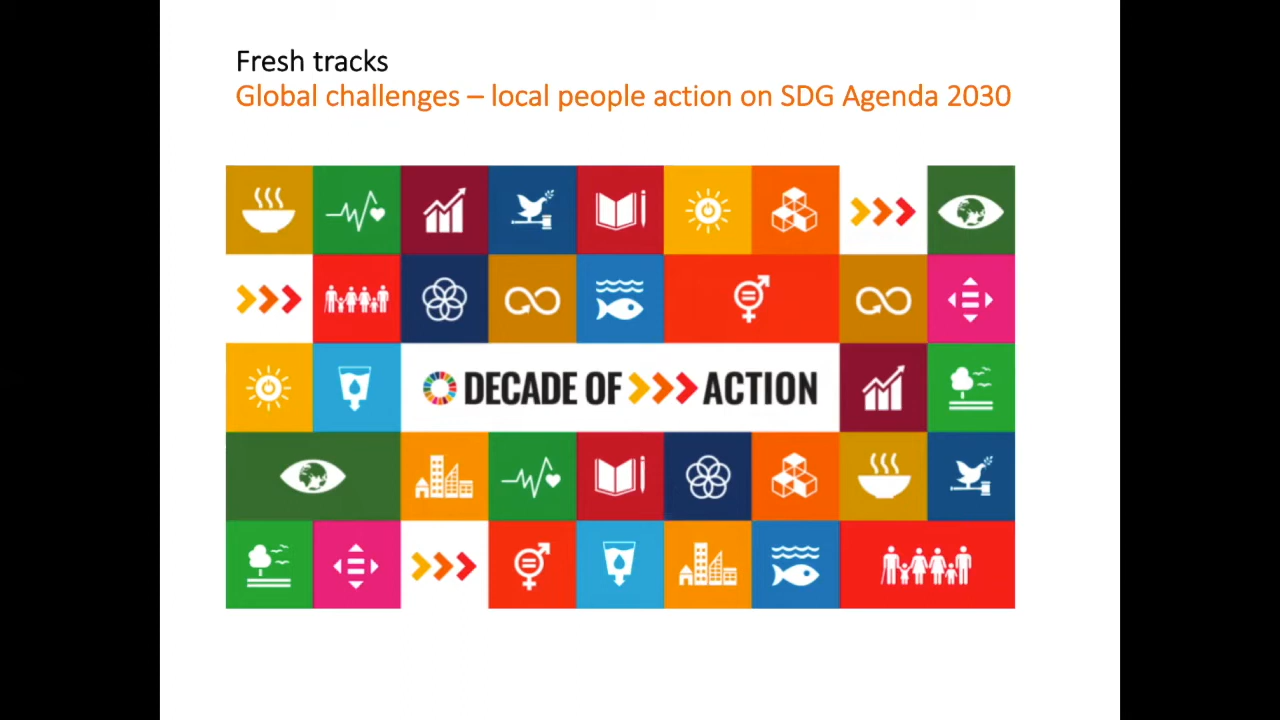 Fresh tracks
Global challenges – local people action on SDG Agenda 2030
DECADE OF ACTION